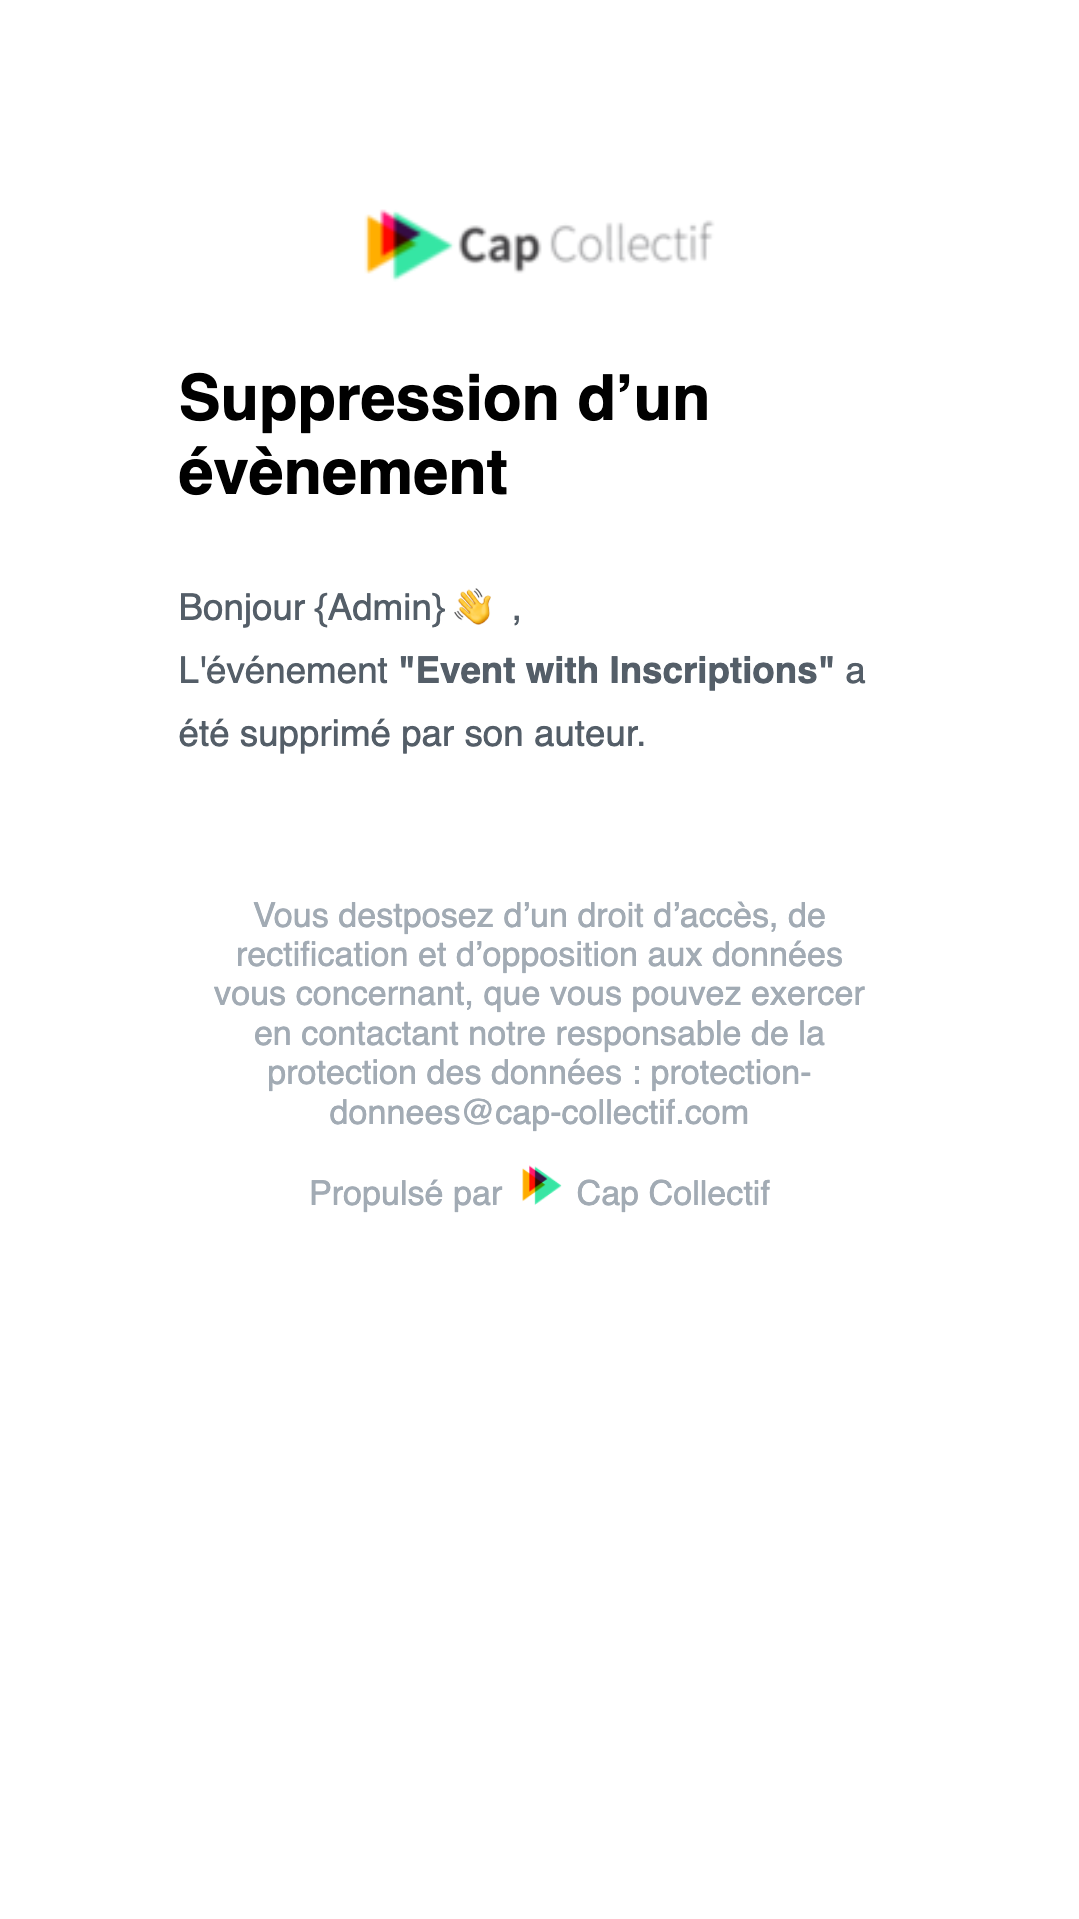 Cap Collectif
Suppression d’un
évènement
Bonjour {Admin} 👋 ,
L'événement "Event with Inscriptions" a
été supprimé par son auteur.
Vous destposez d’un droit d’accès, de
rectification et d’opposition aux données
vous concernant, que vous pouvez exercer
en contactant notre responsable de la
protection des données : protection-
donnees@cap-collectif.com
Propulsé par Cap Collectif